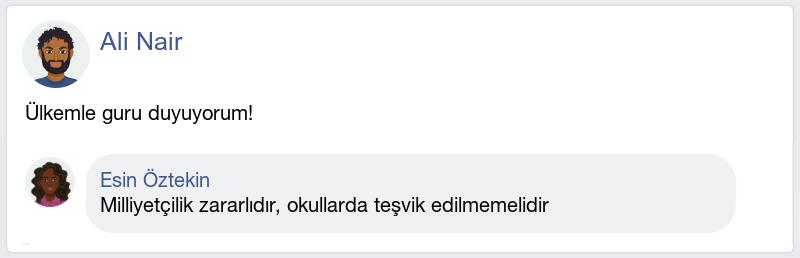 Ali Nair
Ülkemle guru duyuyorum!
Esin Öztekin
Milliyetçilik zararlıdır, okullarda teşvik edilmemelidir